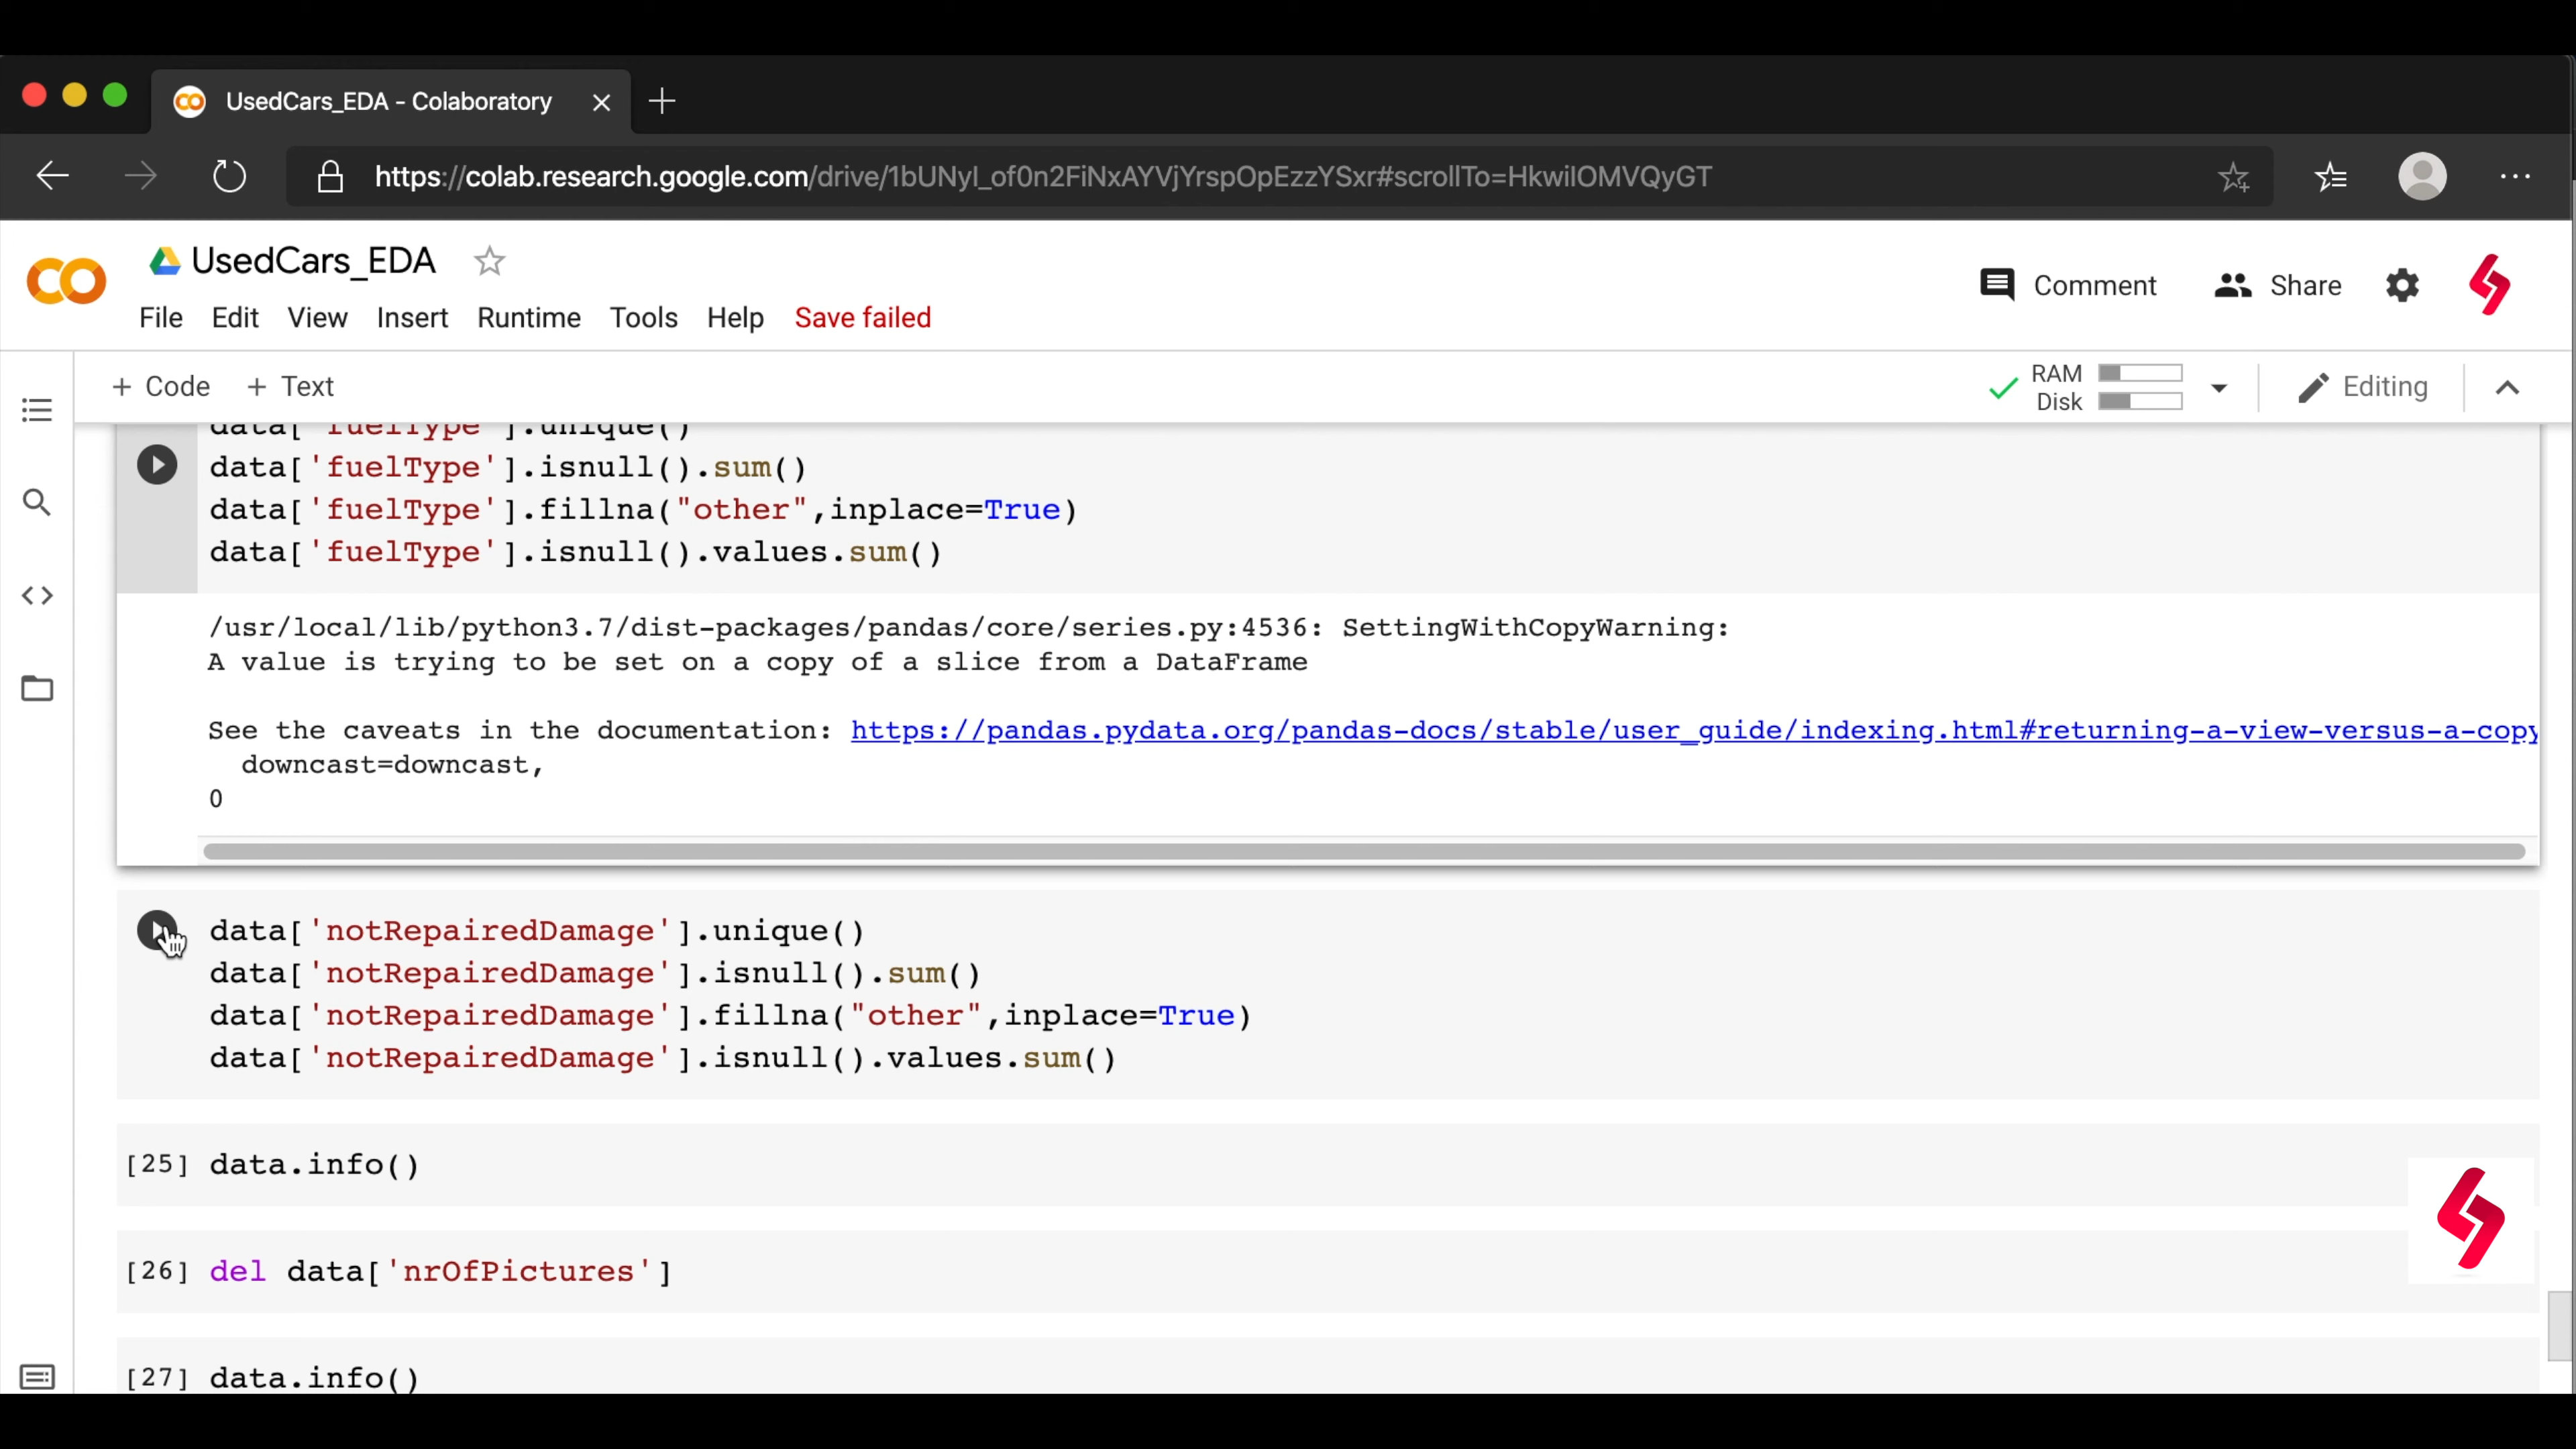 UsedCars_EDA - Colaboratory
https://colab.research.google.com/drive/1bUNyI_of0n2FiNxAYVjYrspOpEzzYSxr#scrollTo=HkwiIOMVQyGT
UsedCars_EDA
File Edit View Insert Runtime Tools Help Save failed
Comment Share
+ Code + Text
RAM
Disk
Editing
data['fuelType'].unique()
data['fuelType'].isnull().sum()
data['fuelType'].fillna("other",inplace=True)
data['fuelType'].isnull().values.sum()
/usr/local/lib/python3.7/dist-packages/pandas/core/series.py:4536: SettingWithCopyWarning:
A value is trying to be set on a copy of a slice from a DataFrame
See the caveats in the documentation: https://pandas.pydata.org/pandas-docs/stable/user_guide/indexing.html#returning-a-view-versus-a-copy
downcast=downcast,
0
data['notRepairedDamage'].unique()
data['notRepairedDamage'].isnull().sum()
data['notRepairedDamage'].fillna("other",inplace=True)
data['notRepairedDamage'].isnull().values.sum()
[25] data.info()
[26] del data['nrOfPictures']
[27] data.info()